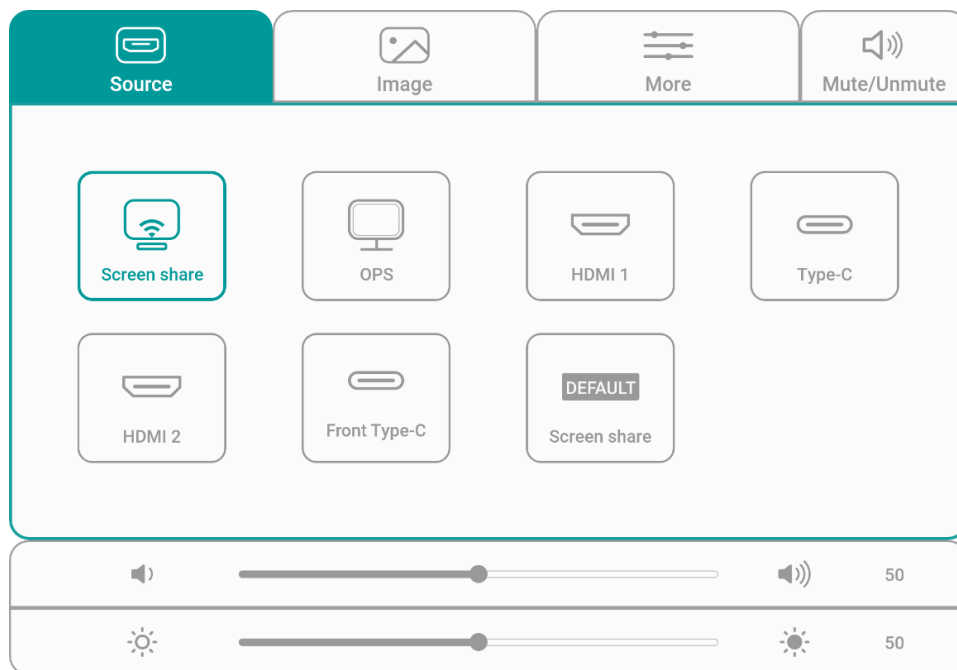 Source
Image
More
Mute/Unmute
Screen share
OPS
HDMI 1
Type-C
HDMI 2
Front Type-C
DEFAULT
Screen share
50
50